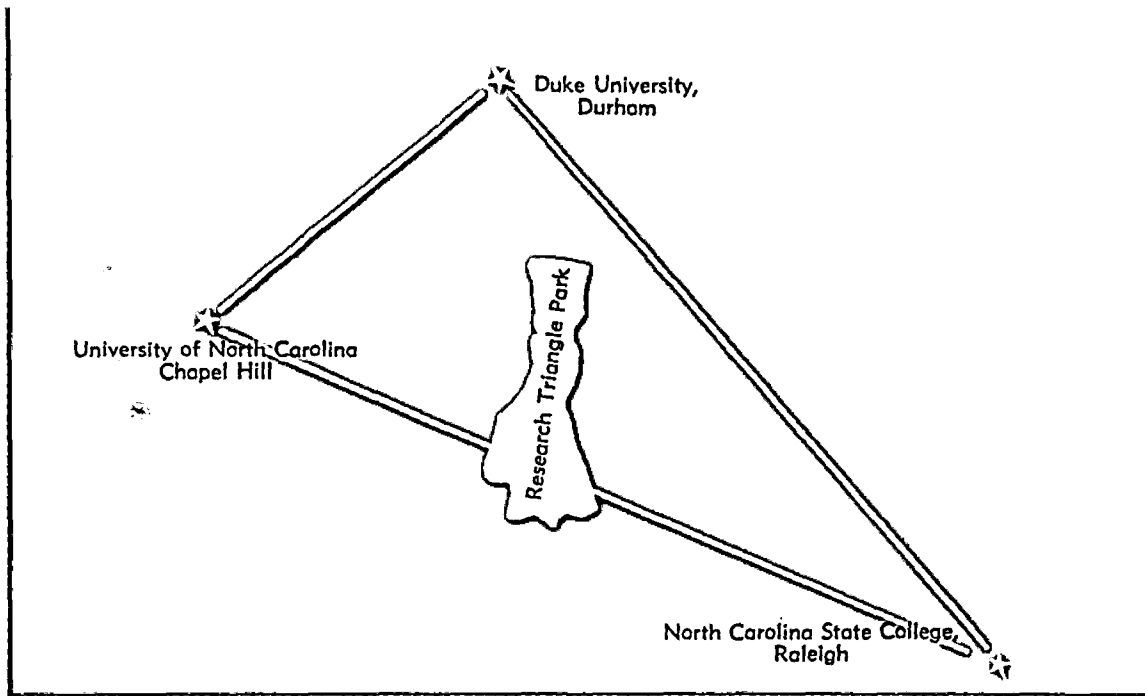 Duke University,
Durham
University of North Carolina
Chapel Hill
Research Triangle Park
North Carolina State College,
Raleigh